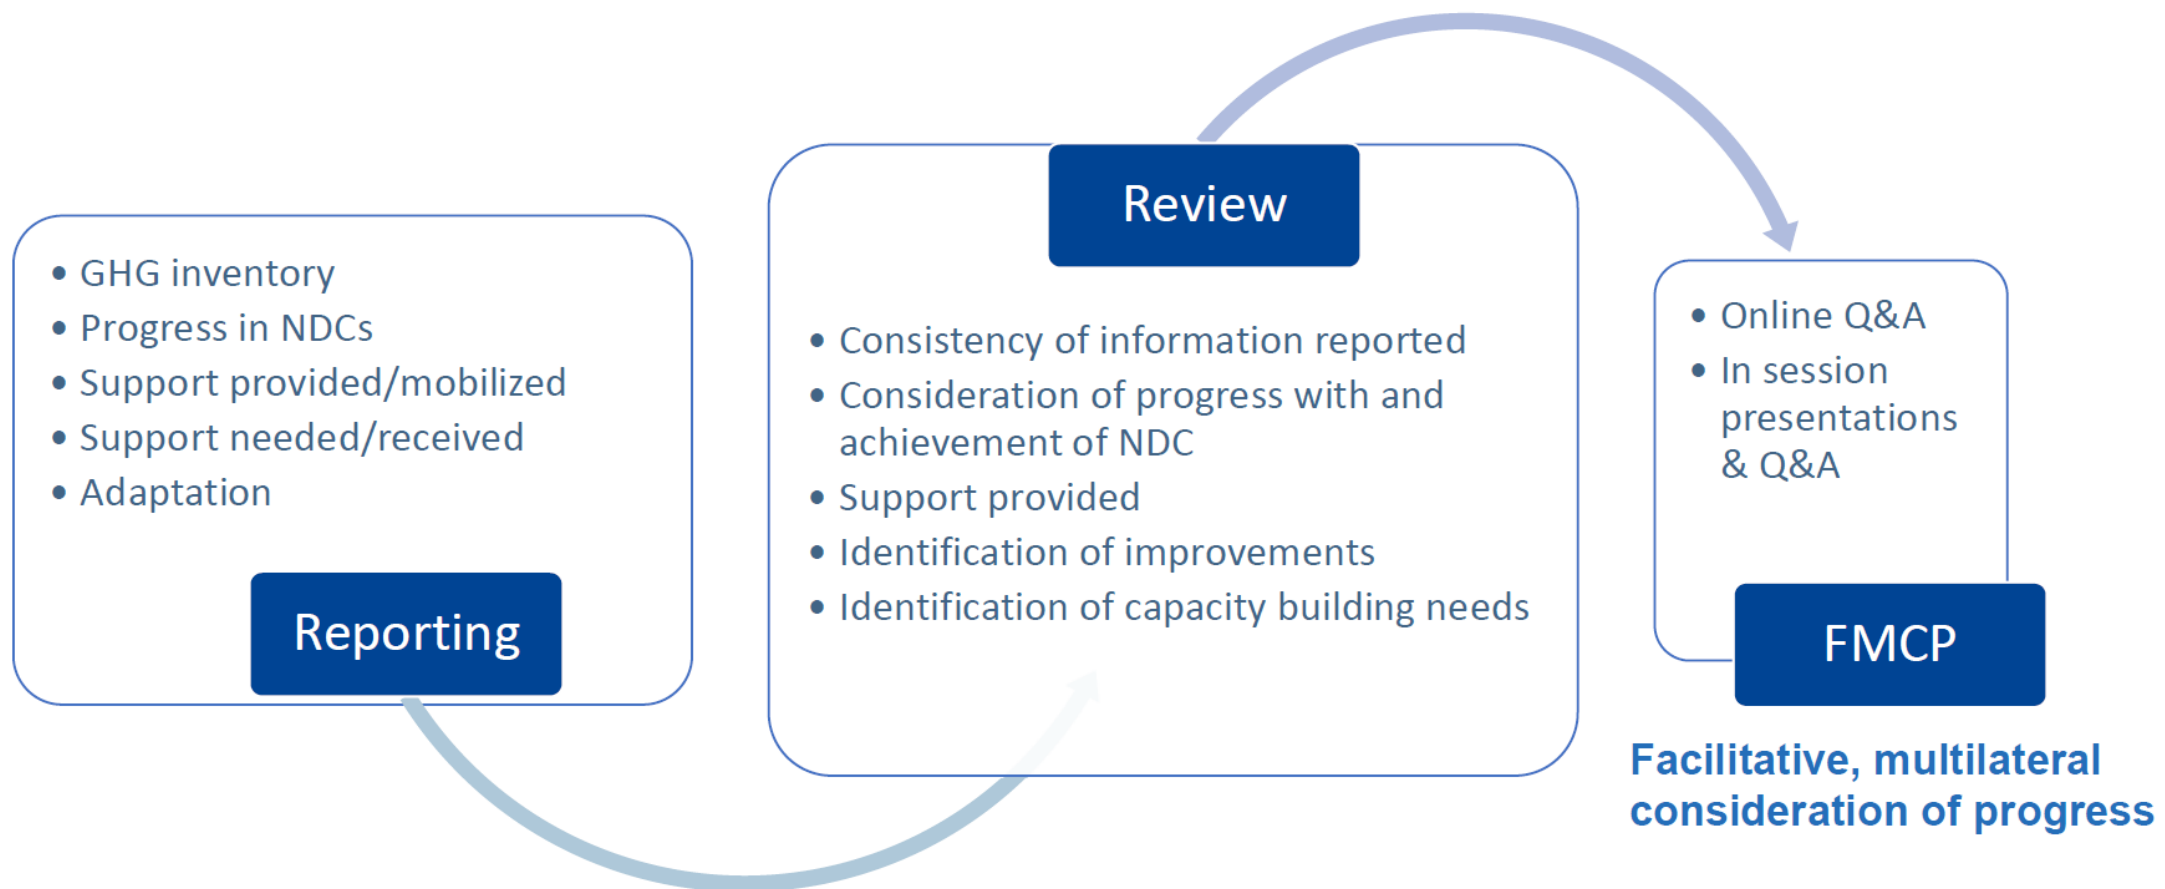 • GHG inventory
• Progress in NDCs
• Support provided/mobilized
• Support needed/received
• Adaptation
Reporting
Review
• Consistency of information reported
• Consideration of progress with and
achievement of NDC
• Support provided
• Identification of improvements
• Identification of capacity building needs
• Online Q&A
• In session
presentations
& Q&A
FMCP
Facilitative, multilateral
consideration of progress